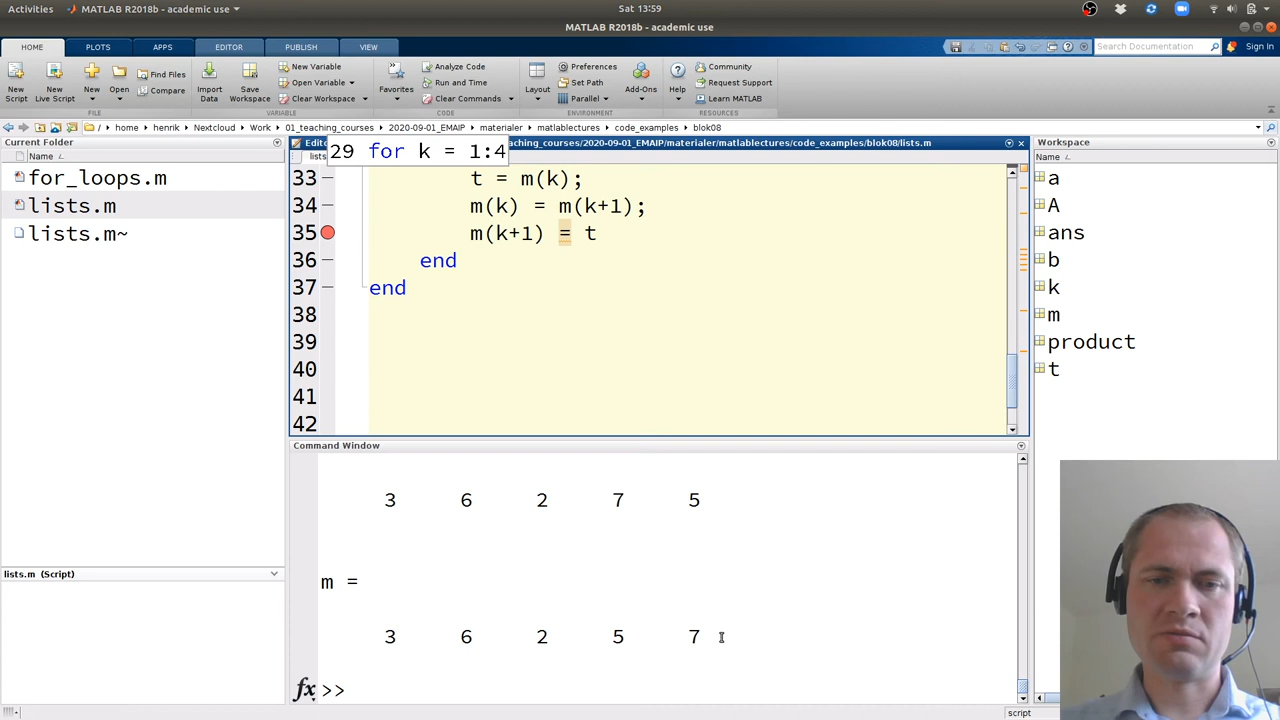 Activities MATLAB R2018b - academic use Sat 13:59
MATLAB R2018b - academic use
HOME PLOTS APPS EDITOR PUBLISH VIEW Search Documentation Sign In
New Script New Live Script New Open Find Files Compare Import Data Save Workspace New Variable Open Variable Clear Workspace Favorites Analyze Code Run and Time Clear Commands Layout Preferences Set Path Parallel Add-Ons Help Community Request Support Learn MATLAB
FILE VARIABLE CODE ENVIRONMENT RESOURCES
/ home henrik Nextcloud Work 01_teaching_courses 2020-09-01_EMAIP materialer matlablectures code_examples blok08
Current Folder
Name
for_loops.m
lists.m
lists.m~
lists.m (Script)
teaching_courses/2020-09-01_EMAIP/materialer/matlablectures/code_examples/blok08/lists.m
lists
29 for k = 1:4
33 t = m(k);
34 m(k) = m(k+1);
35 m(k+1) = t
36 end
37 end
38
39
40
41
42
Command Window
3 6 2 7 5
m =
3 6 2 5 7
fx >>
Workspace
Name
a
A
ans
b
k
m
product
t
script